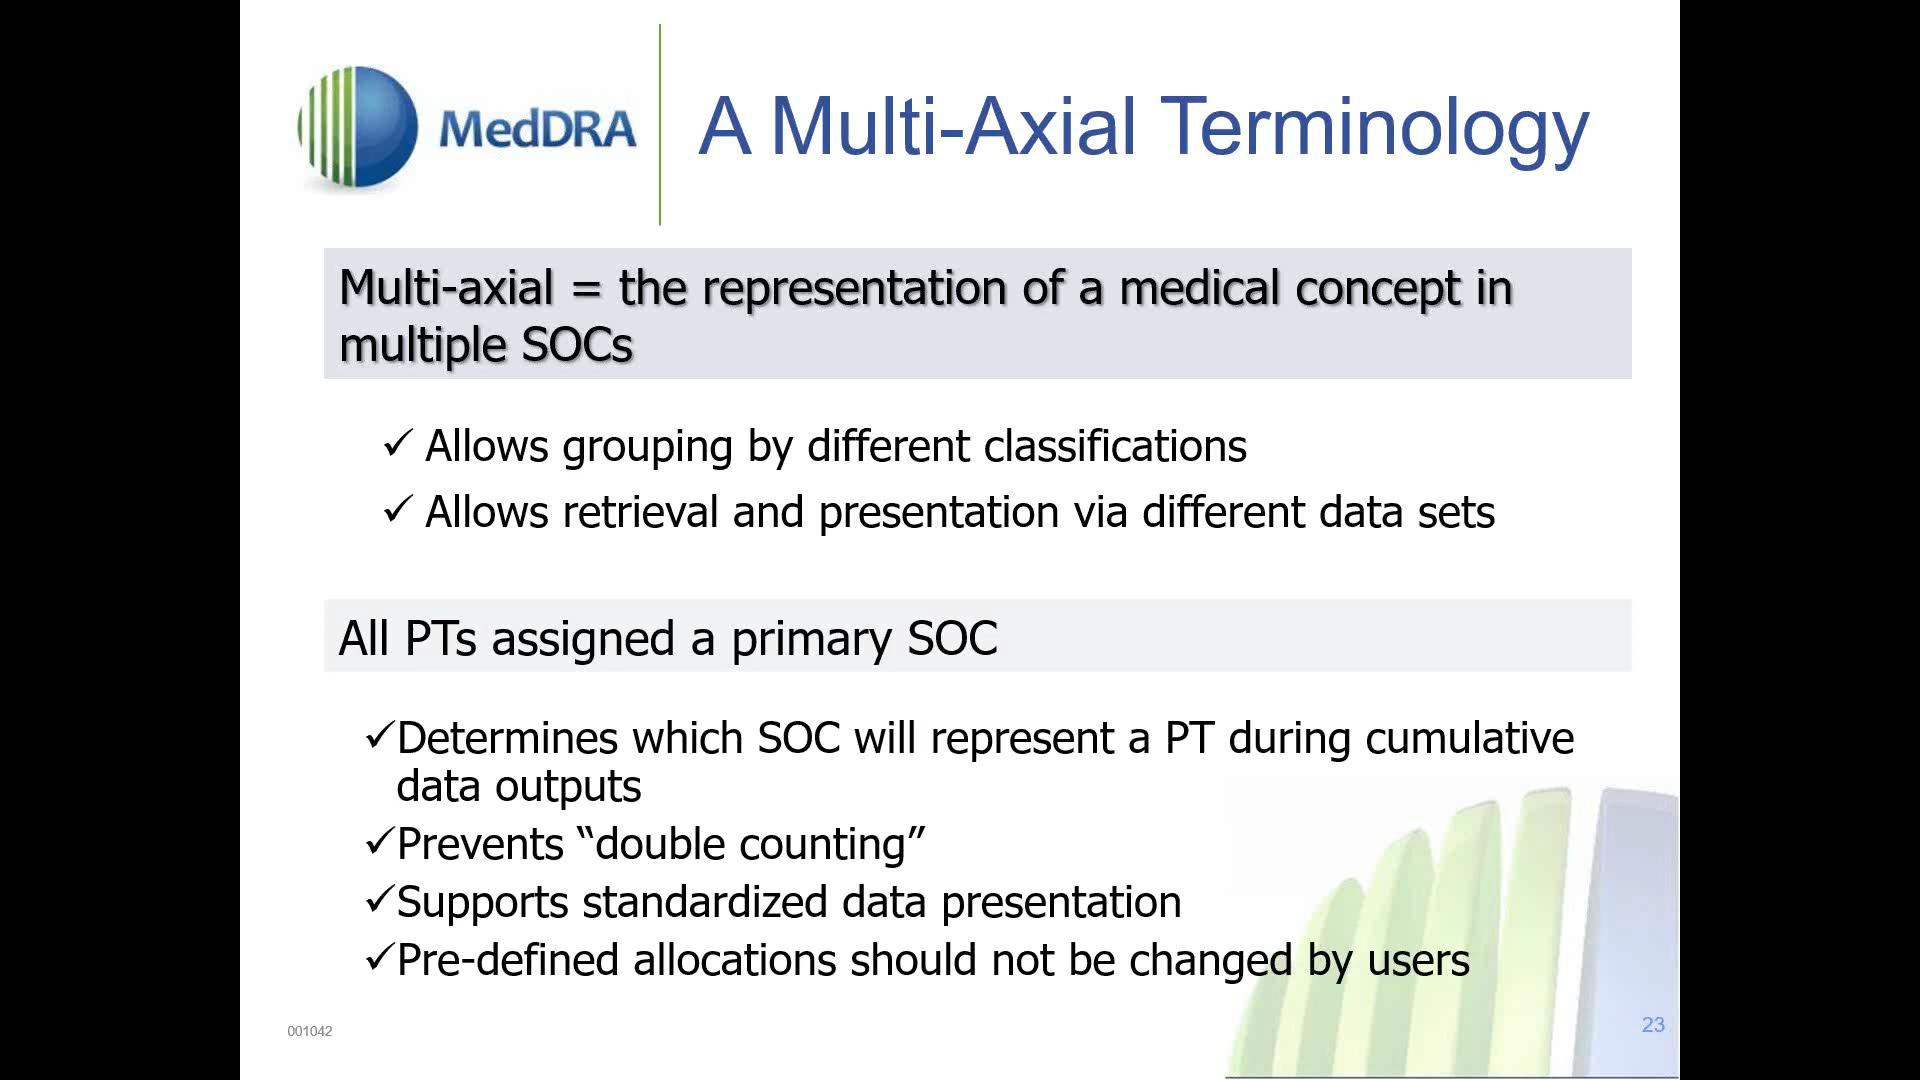 MedDRA
A Multi-Axial Terminology
Multi-axial = the representation of a medical concept in
multiple SOCs
✓ Allows grouping by different classifications
✓ Allows retrieval and presentation via different data sets
All PTs assigned a primary SOC
✓Determines which SOC will represent a PT during cumulative
data outputs
✓Prevents “double counting”
✓Supports standardized data presentation
✓Pre-defined allocations should not be changed by users
001042
23